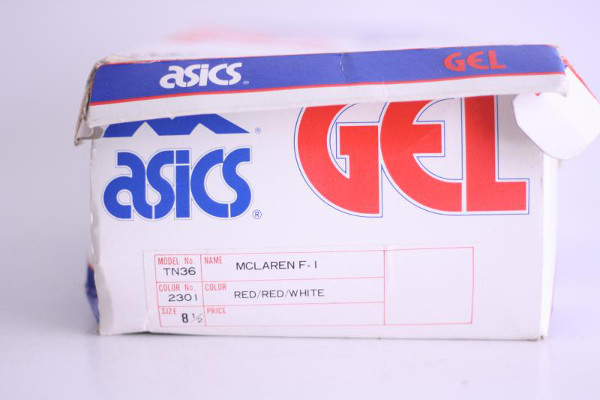 asics. GEL
asics® GEL
MODEL No. TN36 NAME MCLAREN F-1
COLOR No. 2301 COLOR RED/RED/WHITE
SIZE 8½ PRICE